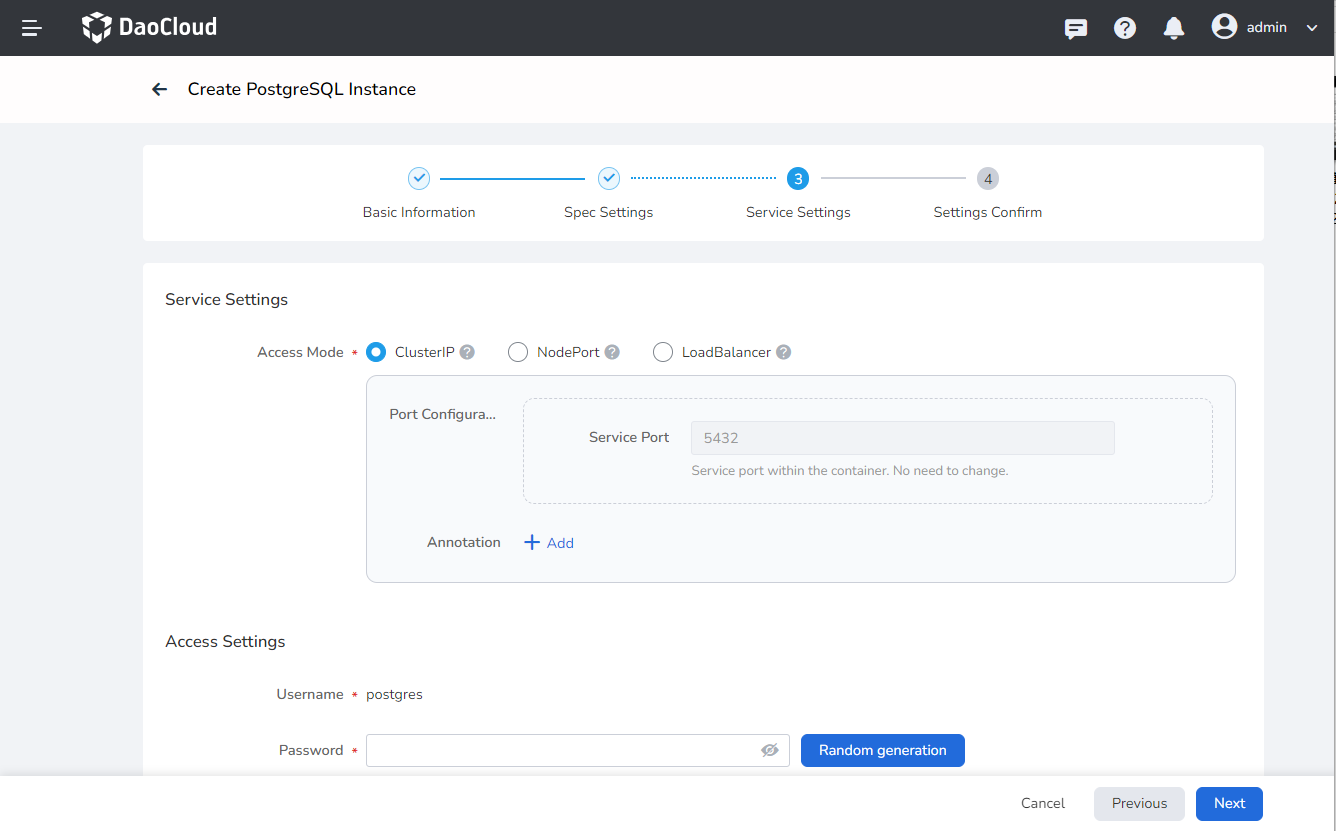 DaoCloud
admin
Create PostgreSQL Instance
3
4
Basic Information
Spec Settings
Service Settings
Settings Confirm
Service Settings
Access Mode * ClusterIP ? NodePort ? LoadBalancer ?
Port Configura...
Service Port 5432
Service port within the container. No need to change.
Annotation + Add
Access Settings
Username * postgres
Password * Random generation
Cancel Previous Next